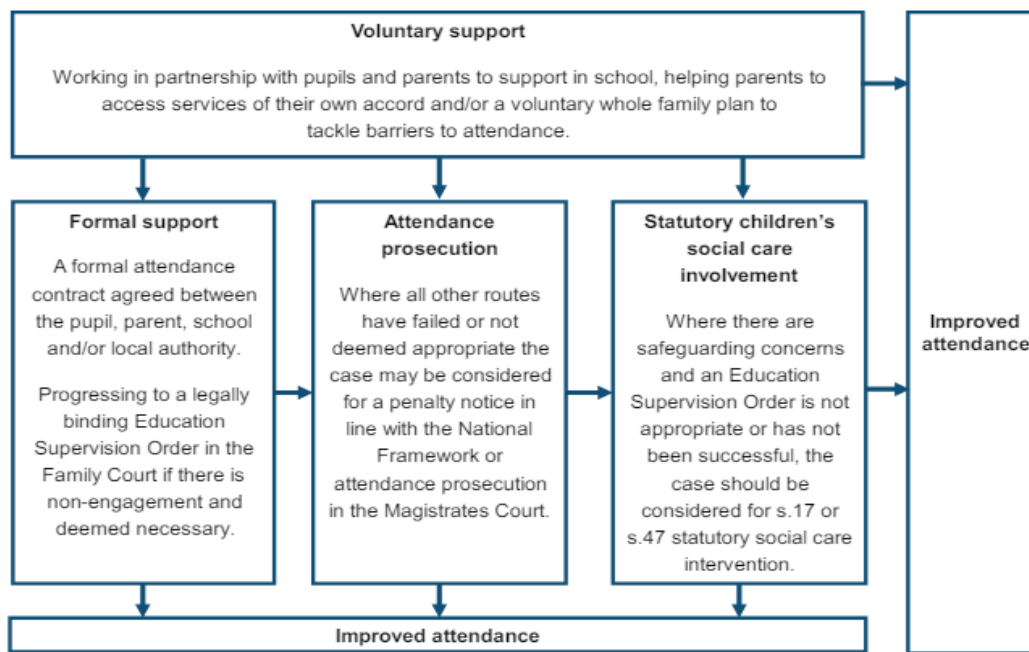 Voluntary support
Working in partnership with pupils and parents to support in school, helping parents to
access services of their own accord and/or a voluntary whole family plan to
tackle barriers to attendance.
Formal support
A formal attendance
contract agreed between
the pupil, parent, school
and/or local authority.
Progressing to a legally
binding Education
Supervision Order in the
Family Court if there is
non-engagement and
deemed necessary.
Attendance
prosecution
Where all other routes
have failed or not
deemed appropriate the
case may be considered
for a penalty notice in
line with the National
Framework or
attendance prosecution
in the Magistrates Court.
Statutory children's
social care
involvement
Where there are
safeguarding concerns
and an Education
Supervision Order is not
appropriate or has not
been successful, the
case should be
considered for s.17 or
s.47 statutory social care
intervention.
Improved
attendance
Improved attendance